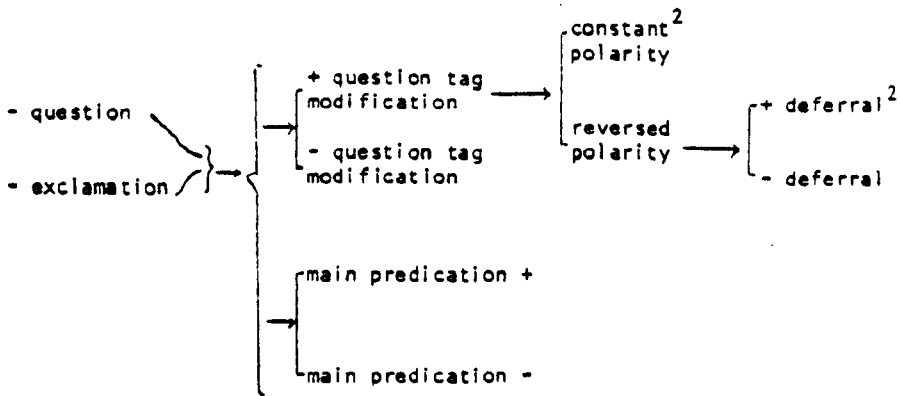 constant²
polarity
+ question tag
modification
- question
+ deferral²
reversed
polarity
- question tag
modification
- exclamation
- deferral
main predication +
main predication -